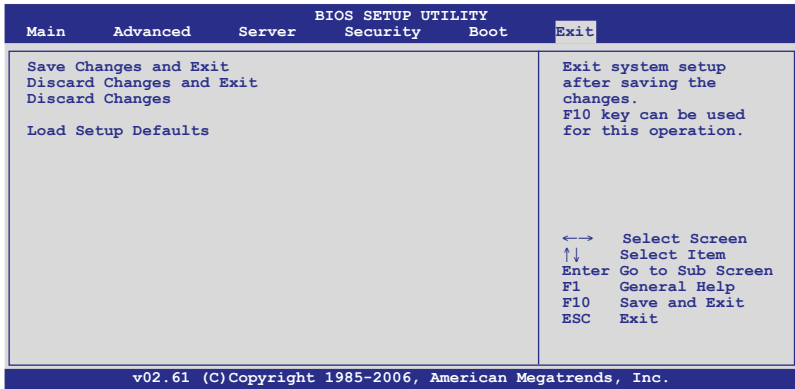 BIOS SETUP UTILITY
Main Advanced Server Security Boot Exit
Save Changes and Exit
Discard Changes and Exit
Discard Changes
Load Setup Defaults
Exit system setup
after saving the
changes.
F10 key can be used
for this operation.
←→ Select Screen
↑↓ Select Item
Enter Go to Sub Screen
F1 General Help
F10 Save and Exit
ESC Exit
v02.61 (C)Copyright 1985-2006, American Megatrends, Inc.